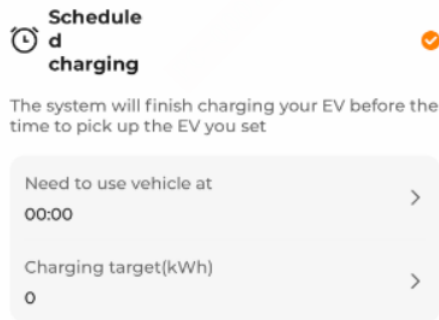 Schedule
d
charging
The system will finish charging your EV before the
time to pick up the EV you set
Need to use vehicle at
00:00
Charging target(kWh)
0